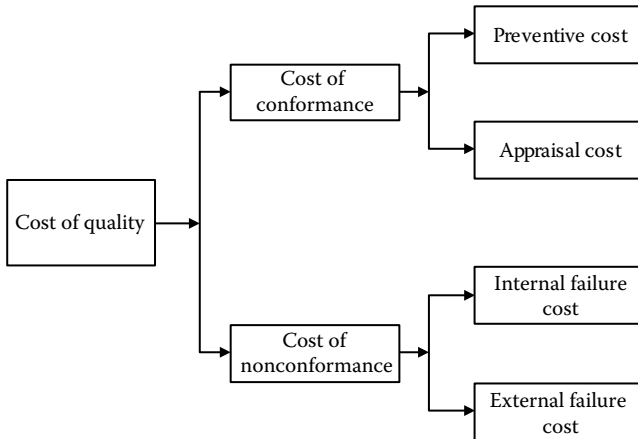 Preventive cost
Cost of
conformance
Appraisal cost
Cost of quality
Internal failure
cost
Cost of
nonconformance
External failure
cost